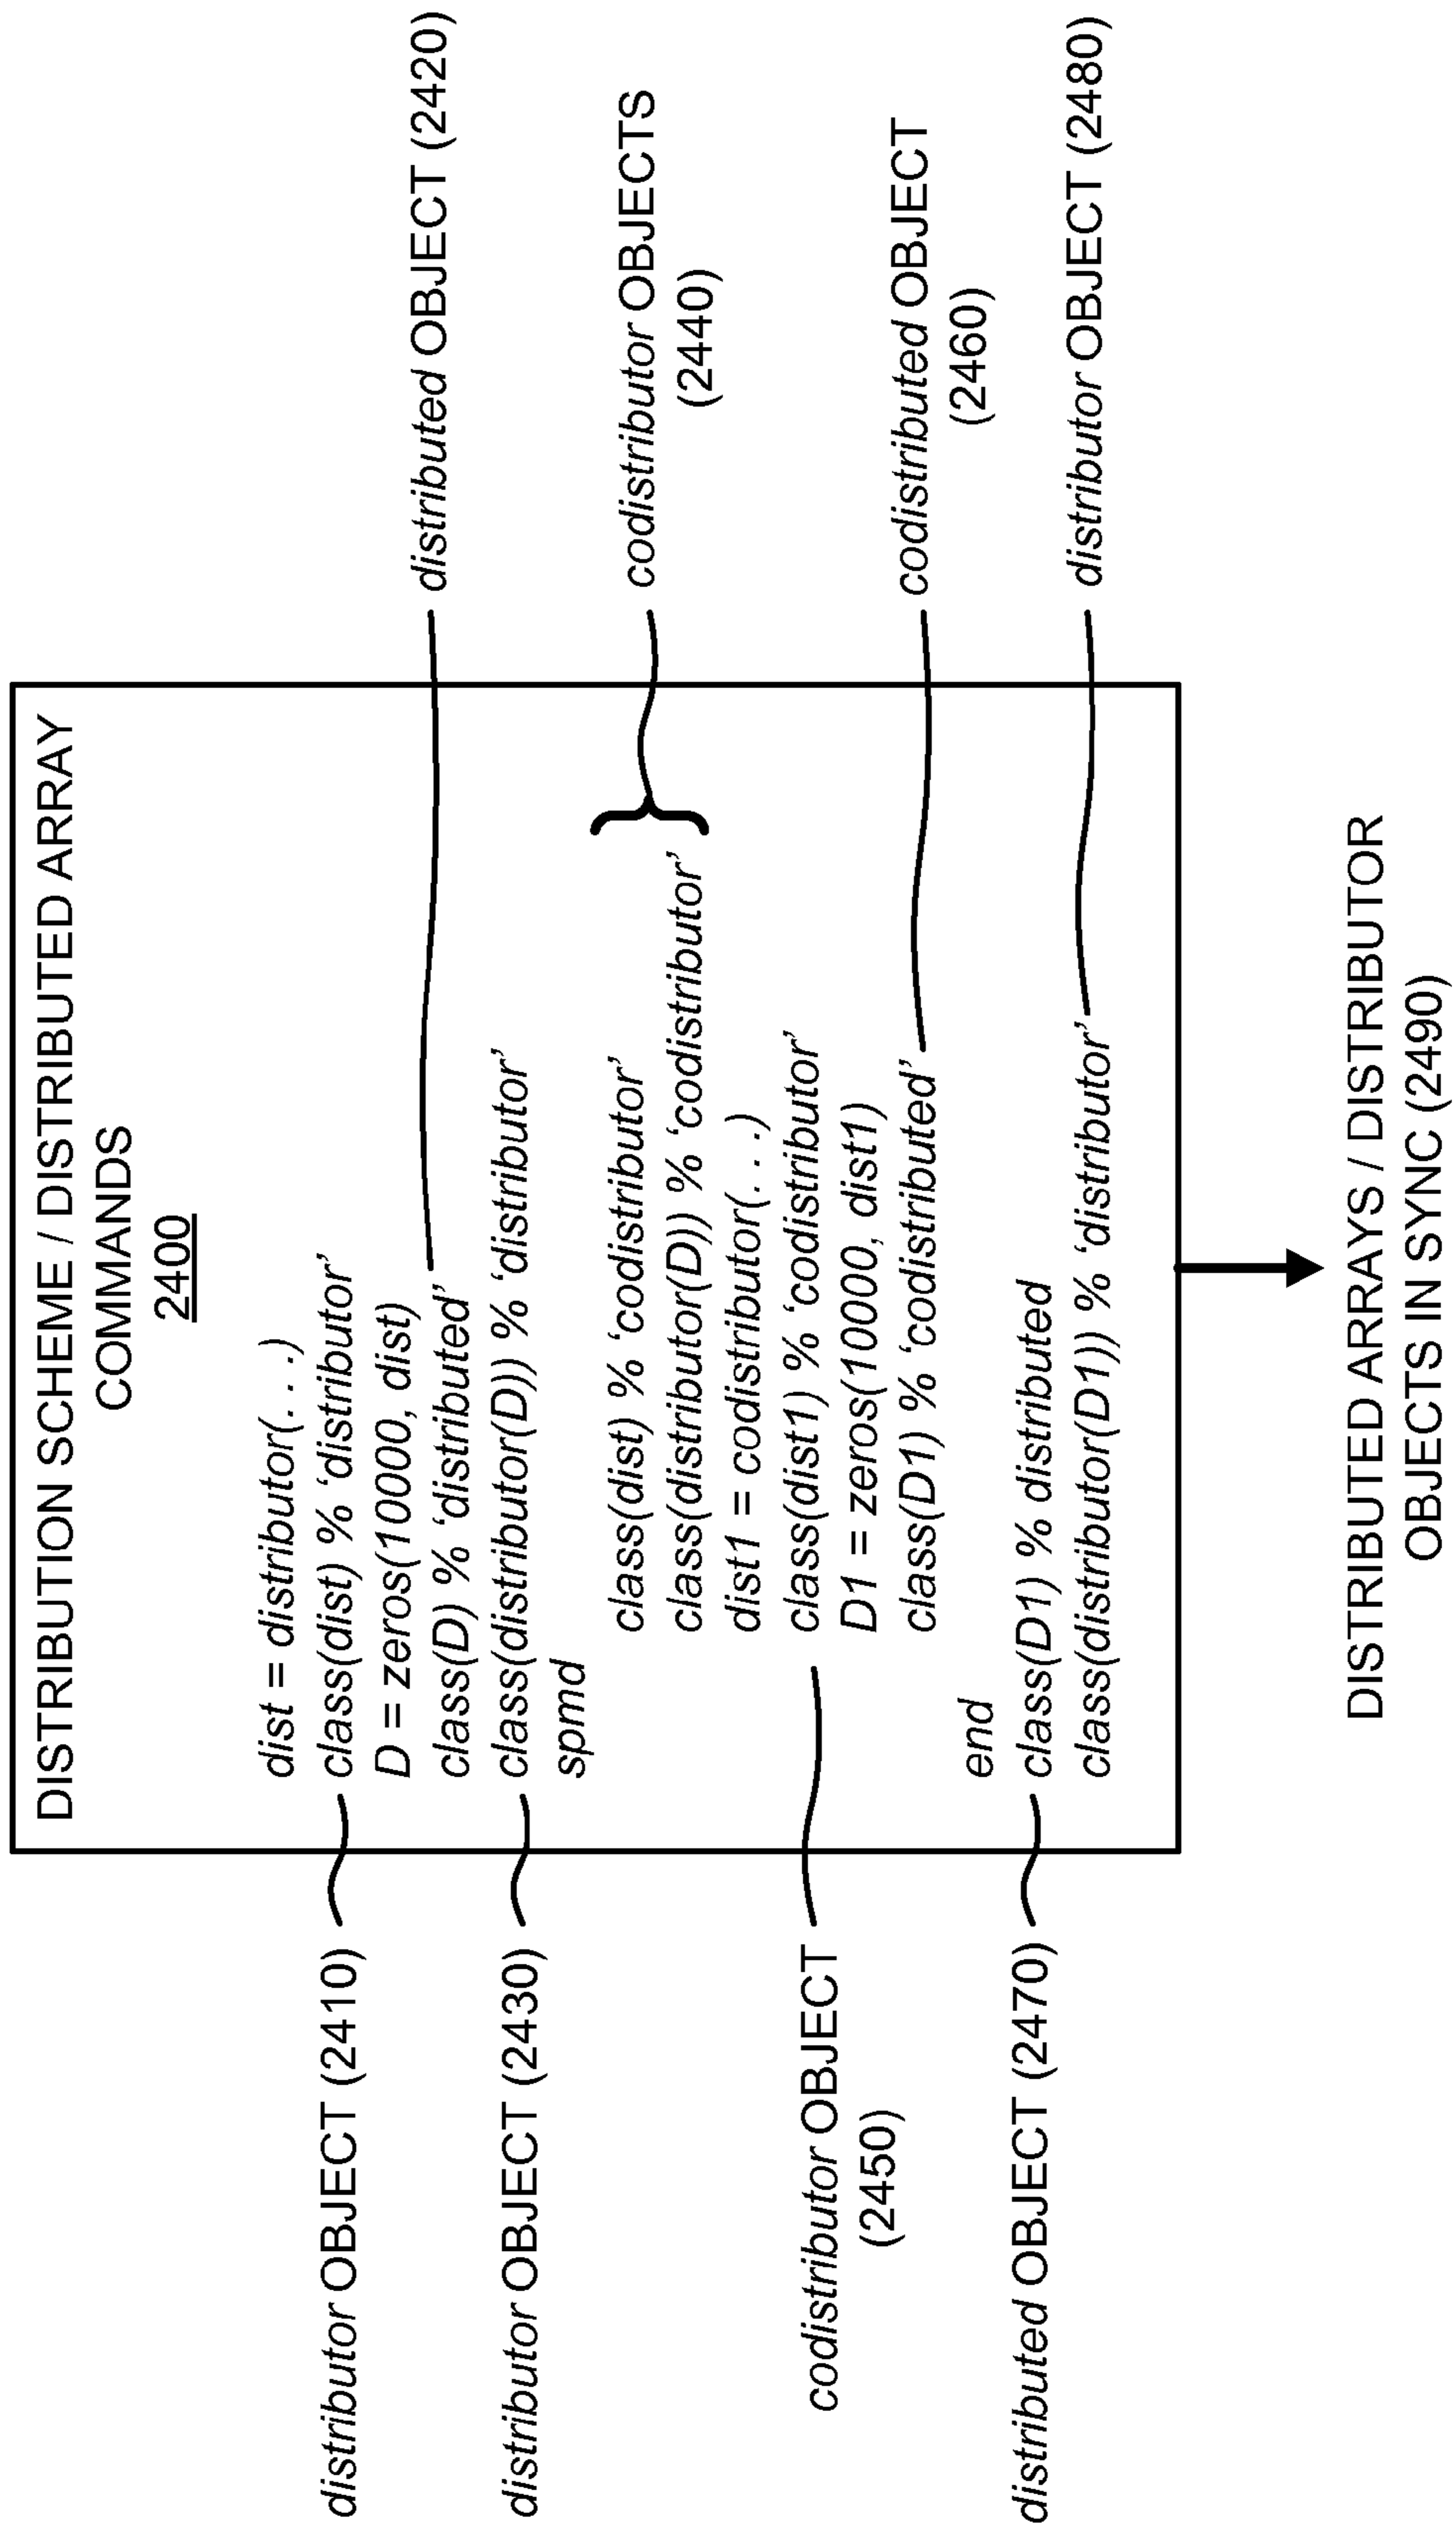 DISTRIBUTION SCHEME / DISTRIBUTED ARRAY
COMMANDS
2400
dist = distributor(. . .)
class(dist) % ‘distributor’
D = zeros(10000, dist)
class(D) % ‘distributed’
class(distributor(D)) % ‘distributor’
spmd
class(dist) % ‘codistributor’
class(distributor(D)) % ‘codistributor’
dist1 = codistributor(. . .)
class(dist1) % ‘codistributor’
D1 = zeros(10000, dist1)
class(D1) % ‘codistributed’
end
class(D1) % distributed
class(distributor(D1)) % ‘distributor’
distributor OBJECT (2410)
distributor OBJECT (2430)
codistributor OBJECT
(2450)
distributed OBJECT (2470)
distributed OBJECT (2420)
codistributor OBJECTS
(2440)
codistributed OBJECT
(2460)
distributor OBJECT (2480)
DISTRIBUTED ARRAYS / DISTRIBUTOR
OBJECTS IN SYNC (2490)